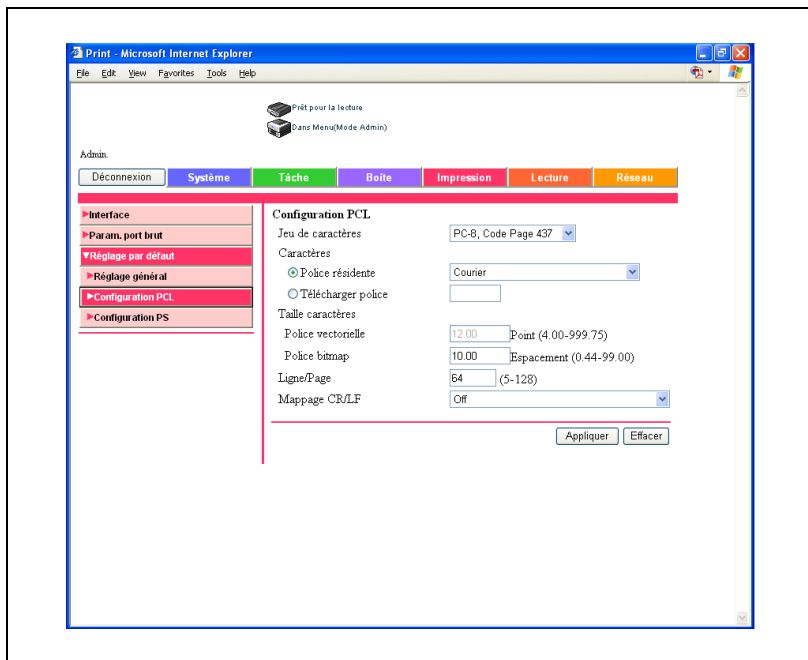 Print - Microsoft Internet Explorer
File Edit View Favorites Tools Help
Prêt pour la lecture
Dans Menu(Mode Admin)
Admin.
Déconnexion Système Tâche Boîte Impression Lecture Réseau
Interface
Param. port brut
Réglage par défaut
Réglage général
Configuration PCL
Configuration PS
Configuration PCL
Jeu de caractères PC-8, Code Page 437
Caractères
Police résidente Courier
Télécharger police
Taille caractères
Police vectorielle 12.00 Point (4.00-999.75)
Police bitmap 10.00 Espacement (0.44-99.00)
Ligne/Page 64 (5-128)
Mappage CR/LF Off
Appliquer Effacer